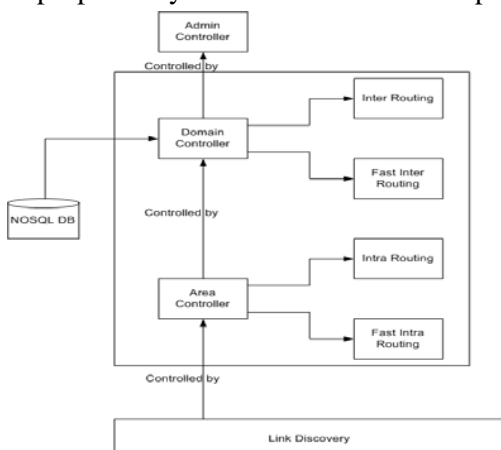 Admin
Controller
Controlled by
Inter Routing
Domain
Controller
Fast Inter
Routing
NOSQL DB
Controlled by
Intra Routing
Area
Controller
Fast Intra
Routing
Controlled by
Link Discovery